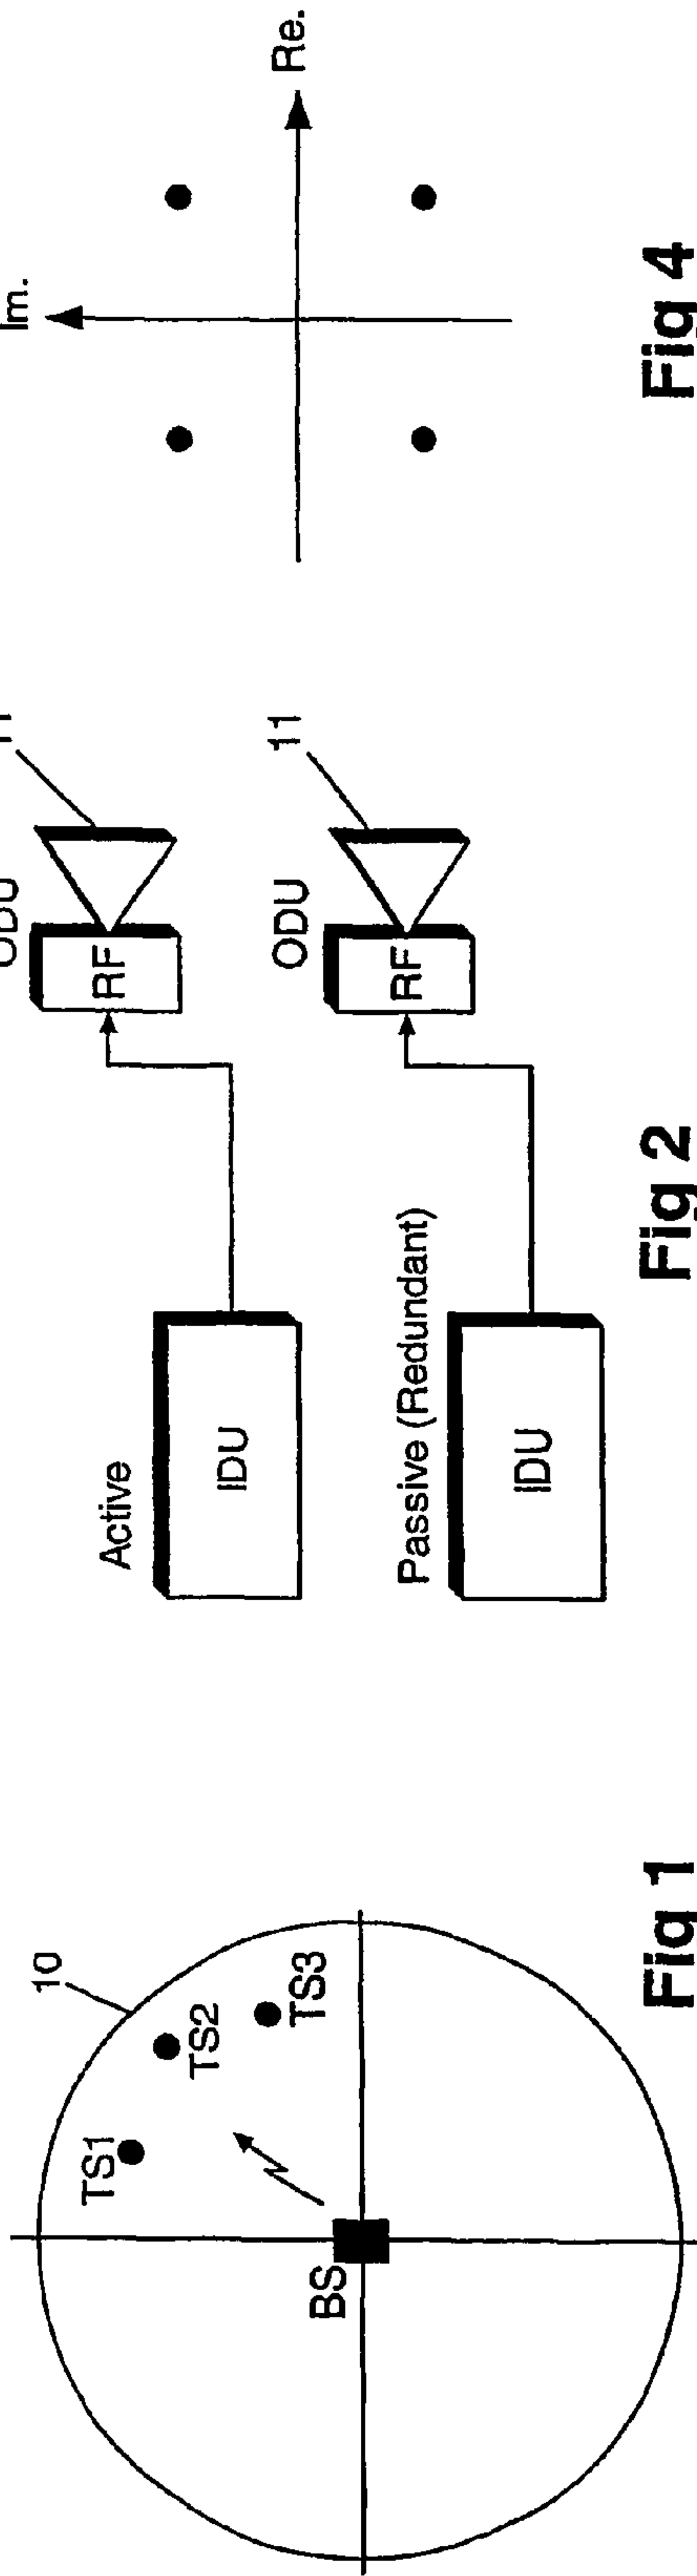 Im.
Re.
Fig 4
ODU
11
RF
Active
IDU
ODU
11
RF
Passive (Redundant)
IDU
Fig 2
10
TS1
TS2
TS3
BS
Fig 1